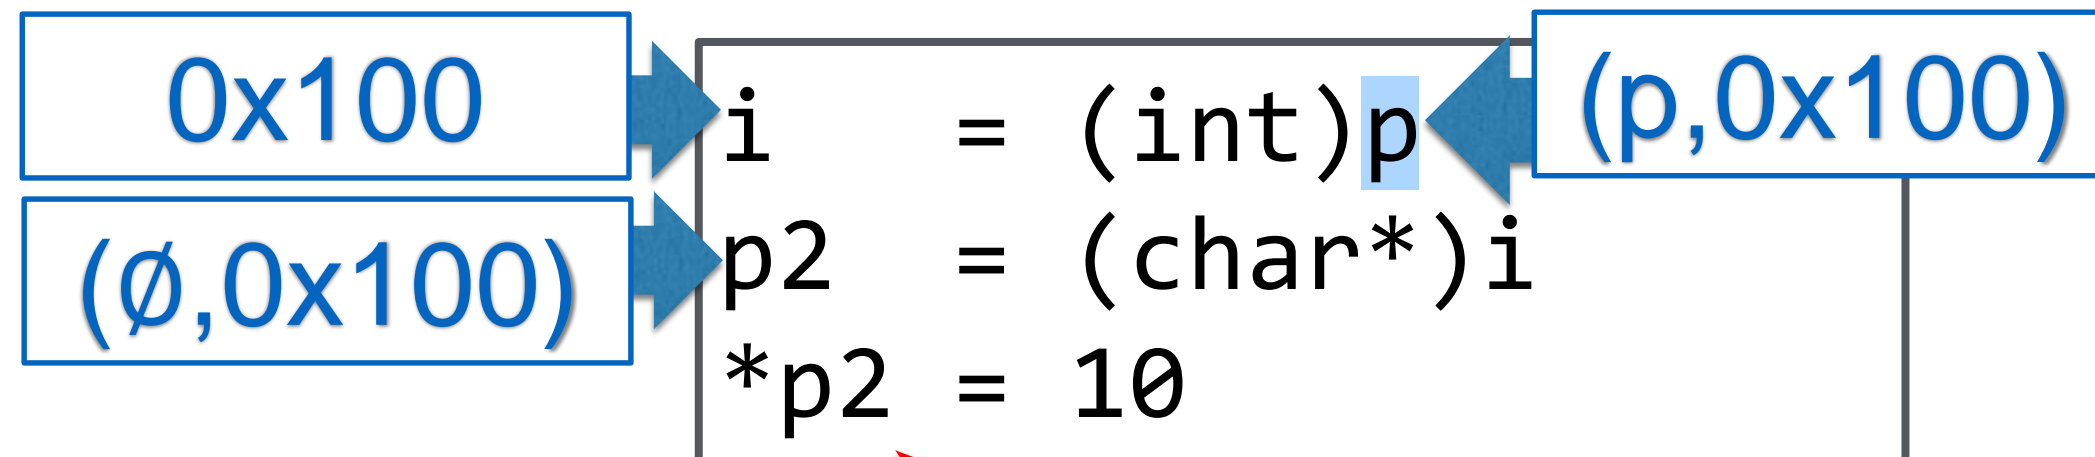 0x100
i = (int)p
(p,0x100)
(∅,0x100)
p2 = (char*)i
*p2 = 10